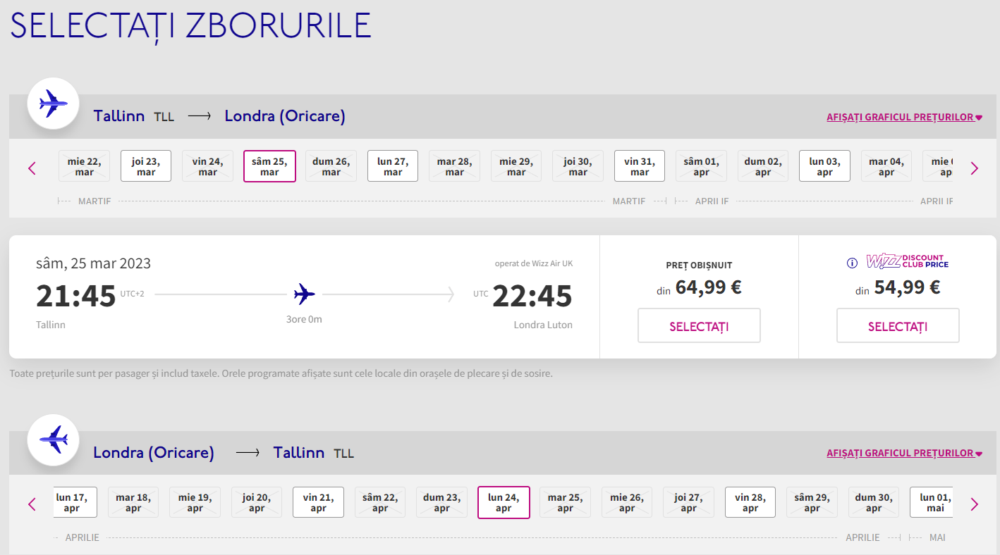 SELECTAȚI ZBORURILE
Tallinn TLL Londra (Oricare)
AFIȘAȚI GRAFICUL PREȚURILOR
mie 22, mar
joi 23, mar
vin 24, mar
sâm 25, mar
dum 26, mar
lun 27, mar
mar 28, mar
mie 29, mar
joi 30, mar
vin 31, mar
sâm 01, apr
dum 02, apr
lun 03, apr
mar 04, apr
mie
MARTIE MARTIE APRILIE APRILIE
sâm, 25 mar 2023
operat de Wizz Air UK
21:45 UTC+2
UTC 22:45
3ore 0m
Tallinn
Londra Luton
PREȚ OBIȘNUIT
din 64,99 €
SELECTAȚI
WIZZ DISCOUNT CLUB PRICE
din 54,99 €
SELECTAȚI
Toate prețurile sunt per pasager și includ taxele. Orele programate afișate sunt cele locale din orașele de plecare și de sosire.
Londra (Oricare) Tallinn TLL
AFIȘAȚI GRAFICUL PREȚURILOR
lun 17, apr
mar 18, apr
mie 19, apr
joi 20, apr
vin 21, apr
sâm 22, apr
dum 23, apr
lun 24, apr
mar 25, apr
mie 26, apr
joi 27, apr
vin 28, apr
sâm 29, apr
dum 30, apr
lun 01, mai
APRILIE APRILIE MAI